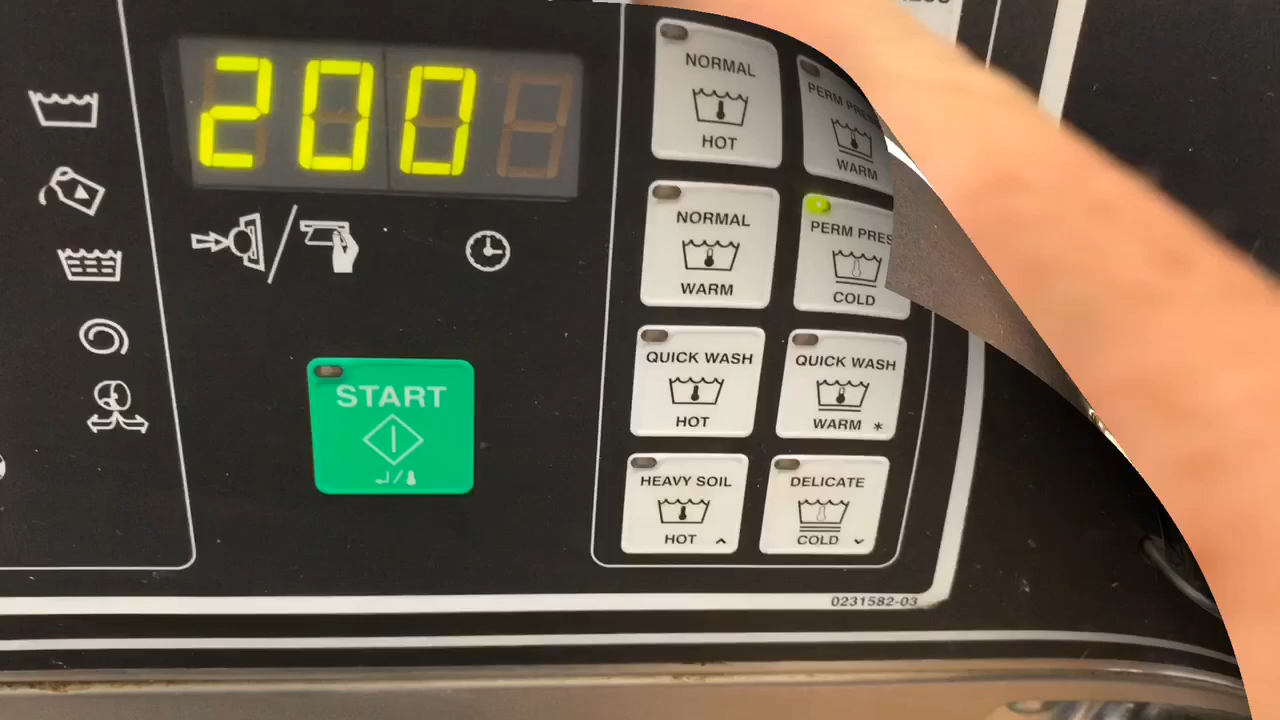 200
NORMAL
HOT
PERM
WARM
NORMAL
WARM
PERM PRES
COLD
QUICK WASH
HOT
QUICK WASH
WARM *
START
HEAVY SOIL
HOT
DELICATE
COLD
0231582-03